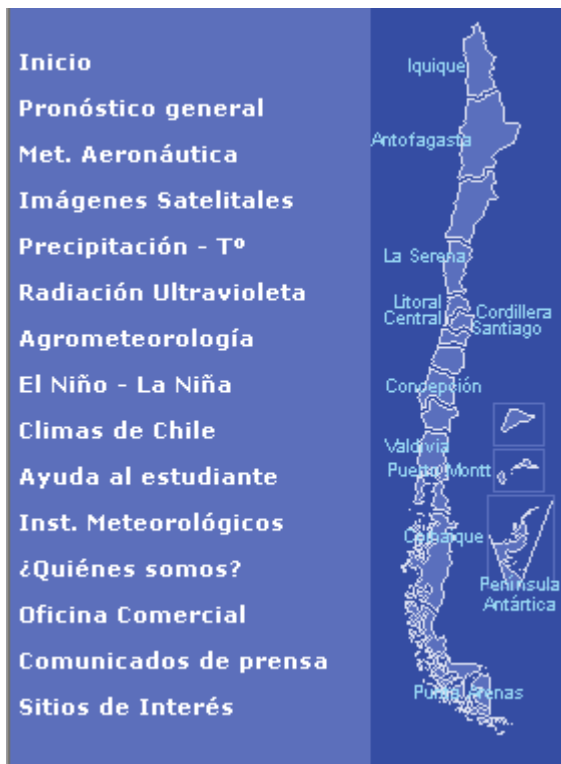 Inicio
Pronóstico general
Met. Aeronáutica
Imágenes Satelitales
Precipitación - Tº
Radiación Ultravioleta
Agrometeorología
El Niño - La Niña
Climas de Chile
Ayuda al estudiante
Inst. Meteorológicos
¿Quiénes somos?
Oficina Comercial
Comunicados de prensa
Sitios de Interés
Iquique
Antofagasta
La Serena
Litoral
Central
Cordillera
Santiago
Concepción
Valdivia
Puerto Montt
Coihaique
Península
Antártica
Punta Arenas